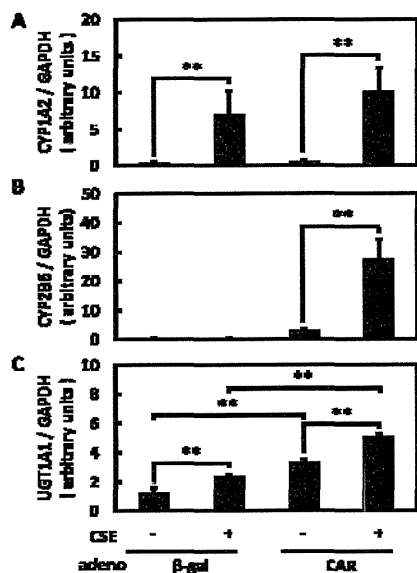 A
CYP1A2 / GAPDH
( arbitrary units)
20
15
10
5
0
**
**
B
CYP2B6 / GAPDH
( arbitrary units)
50
40
30
20
10
0
**
C
UGT1A1 / GAPDH
( arbitrary units)
10
8
6
4
2
0
**
**
**
**
CSE - + - +
adeno β-gal CAR